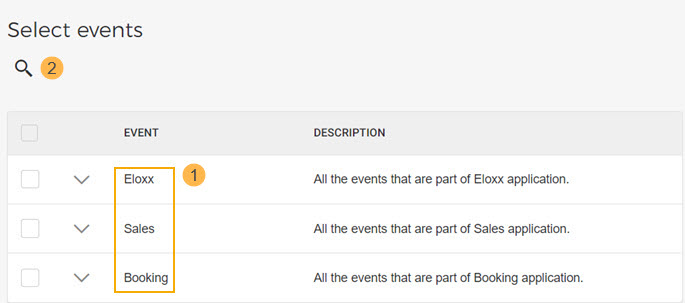 Select events
2
EVENT DESCRIPTION
Eloxx 1 All the events that are part of Eloxx application.
Sales All the events that are part of Sales application.
Booking All the events that are part of Booking application.